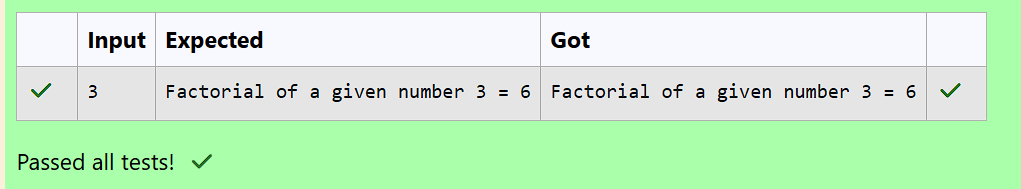 Input Expected Got
3 Factorial of a given number 3 = 6 Factorial of a given number 3 = 6
Passed all tests!